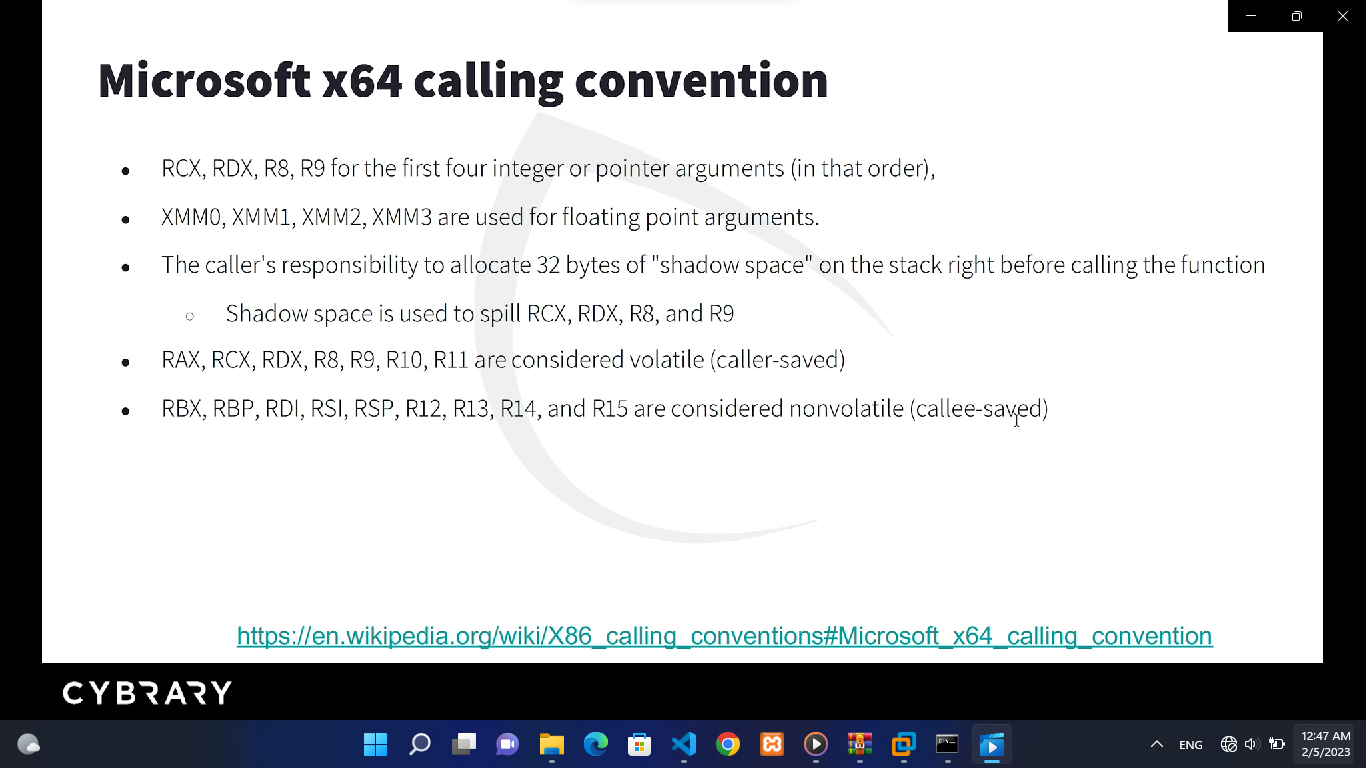 Microsoft x64 calling convention
RCX, RDX, R8, R9 for the first four integer or pointer arguments (in that order),
XMM0, XMM1, XMM2, XMM3 are used for floating point arguments.
The caller's responsibility to allocate 32 bytes of "shadow space" on the stack right before calling the function
Shadow space is used to spill RCX, RDX, R8, and R9
RAX, RCX, RDX, R8, R9, R10, R11 are considered volatile (caller-saved)
RBX, RBP, RDI, RSI, RSP, R12, R13, R14, and R15 are considered nonvolatile (callee-saved)
https://en.wikipedia.org/wiki/X86_calling_conventions#Microsoft_x64_calling_convention
CYBRARY
ENG
12:47 AM
2/5/2023